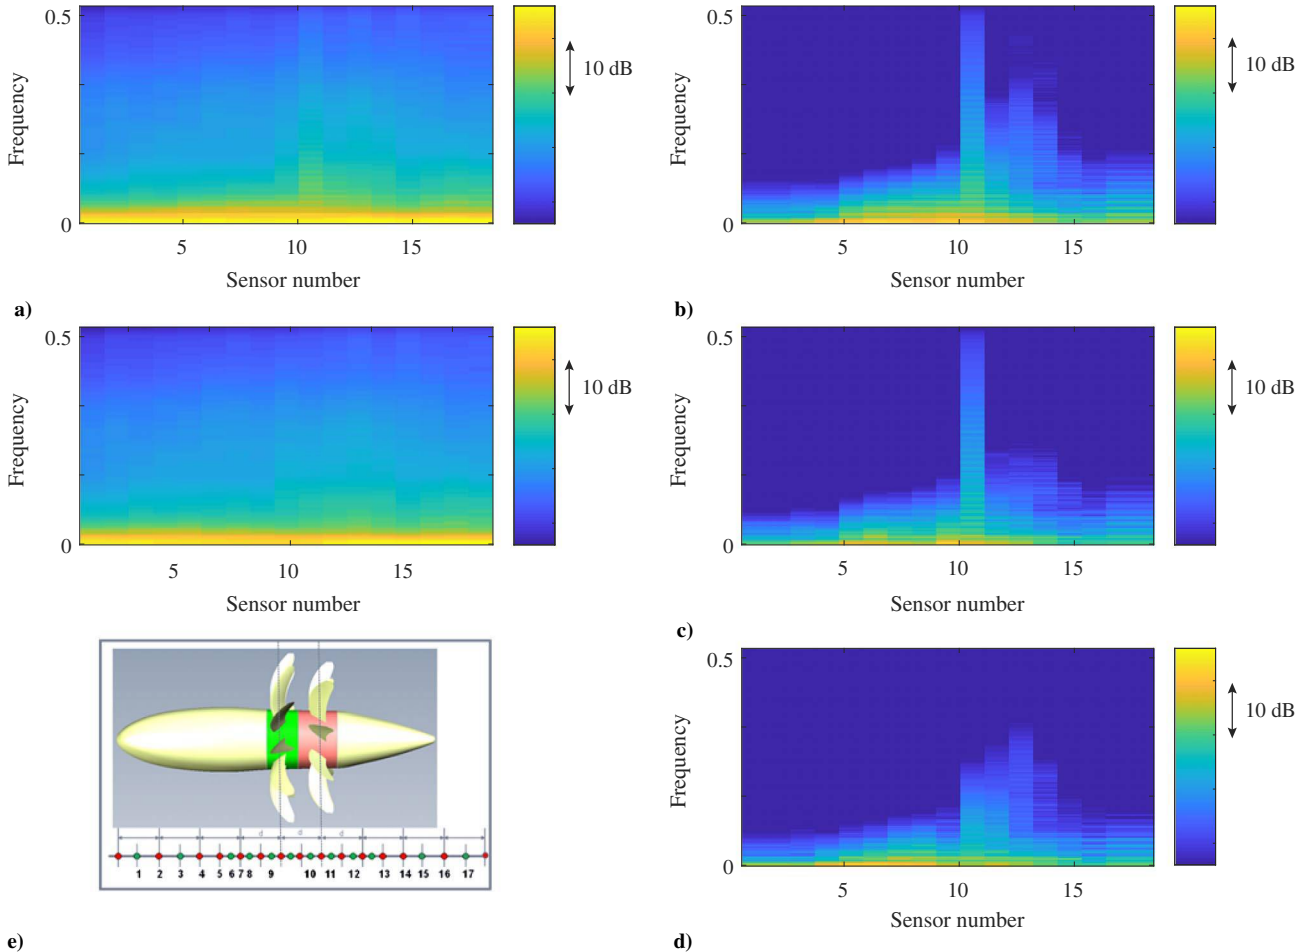 0.5
Frequency
0
5
10
15
Sensor number
10 dB
a)
0.5
Frequency
0
5
10
15
Sensor number
10 dB
b)
0.5
Frequency
0
5
10
15
Sensor number
10 dB
0.5
Frequency
0
5
10
15
Sensor number
10 dB
c)
d d d
1 2 3 4 5 6 7 8 9 10 11 12 13 14 15 16 17
e)
0.5
Frequency
0
5
10
15
Sensor number
10 dB
d)